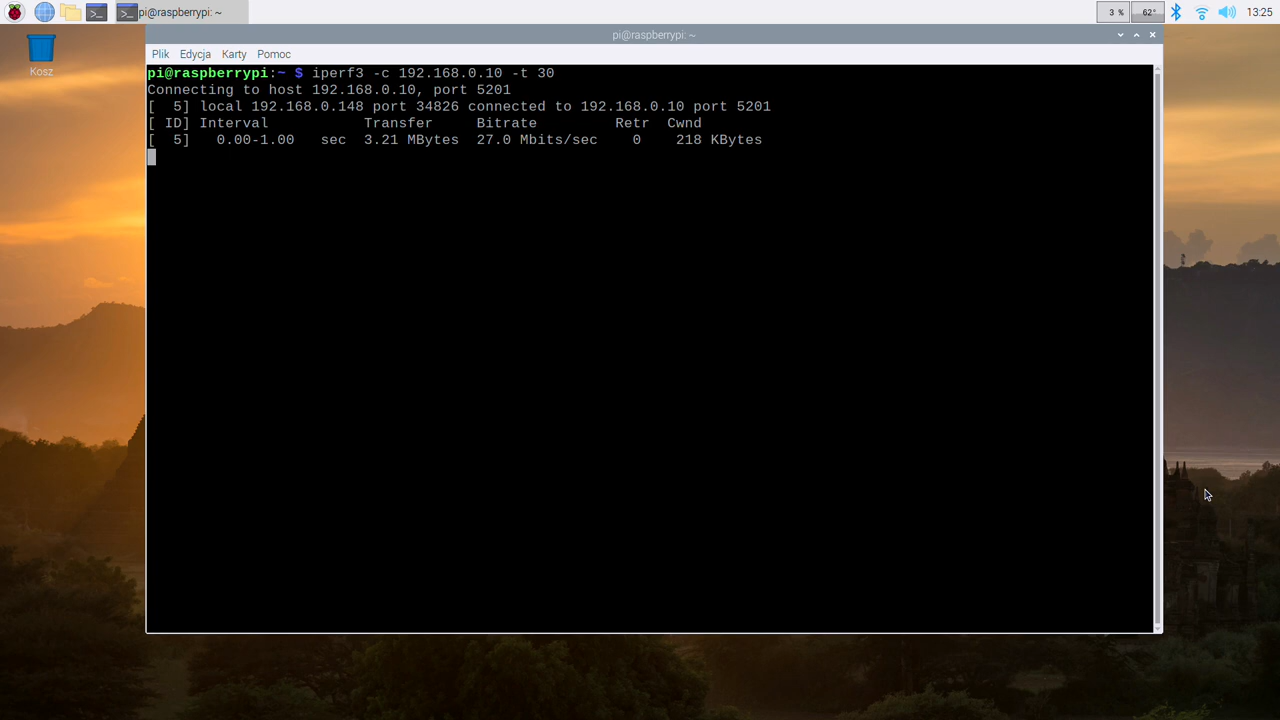 pi@raspberrypi: ~
3 %
62°
13:25
pi@raspberrypi: ~
Kosz
Plik Edycja Karty Pomoc
pi@raspberrypi:~ $ iperf3 -c 192.168.0.10 -t 30
Connecting to host 192.168.0.10, port 5201
[  5] local 192.168.0.148 port 34826 connected to 192.168.0.10 port 5201
[ ID] Interval           Transfer     Bitrate         Retr  Cwnd
[  5]   0.00-1.00   sec  3.21 MBytes  27.0 Mbits/sec    0    218 KBytes